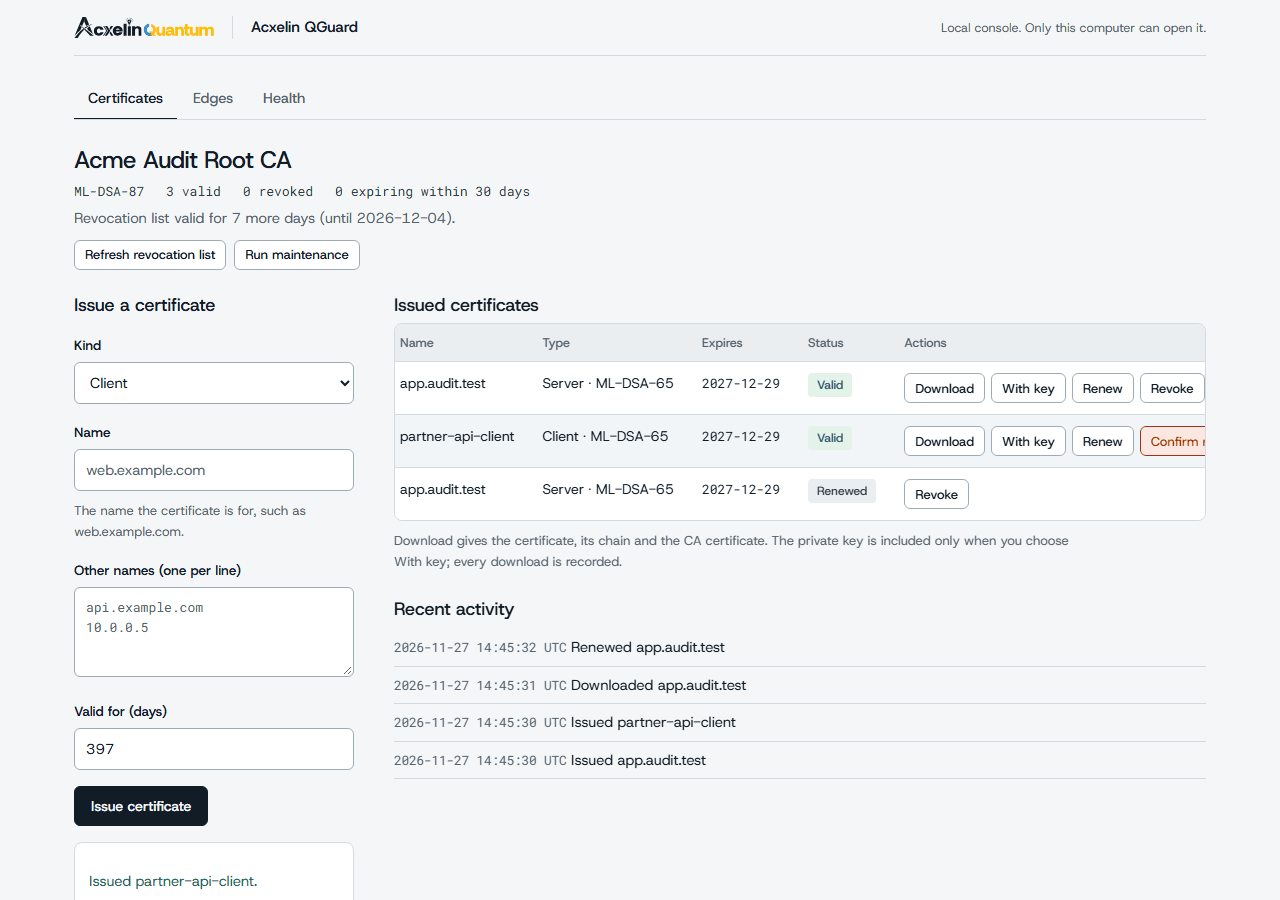 Acxelin Quantum
Acxelin QGuard
Local console. Only this computer can open it.
Certificates Edges Health
Acme Audit Root CA
ML-DSA-87 3 valid 0 revoked 0 expiring within 30 days
Revocation list valid for 7 more days (until 2026-12-04).
Refresh revocation list Run maintenance
Issue a certificate
Kind
Client
Name
web.example.com
The name the certificate is for, such as
web.example.com.
Other names (one per line)
api.example.com
10.0.0.5
Valid for (days)
397
Issue certificate
Issued partner-api-client.
Issued certificates
Name Type Expires Status Actions
app.audit.test Server · ML-DSA-65 2027-12-29 Valid Download With key Renew Revoke
partner-api-client Client · ML-DSA-65 2027-12-29 Valid Download With key Renew Confirm
app.audit.test Server · ML-DSA-65 2027-12-29 Renewed Revoke
Download gives the certificate, its chain and the CA certificate. The private key is included only when you choose
With key; every download is recorded.
Recent activity
2026-11-27 14:45:32 UTC Renewed app.audit.test
2026-11-27 14:45:31 UTC Downloaded app.audit.test
2026-11-27 14:45:30 UTC Issued partner-api-client
2026-11-27 14:45:30 UTC Issued app.audit.test